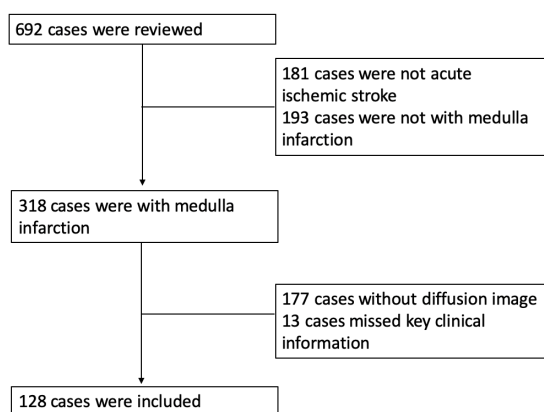 692 cases were reviewed
181 cases were not acute
ischemic stroke
193 cases were not with medulla
infarction
318 cases were with medulla
infarction
177 cases without diffusion image
13 cases missed key clinical
information
128 cases were included